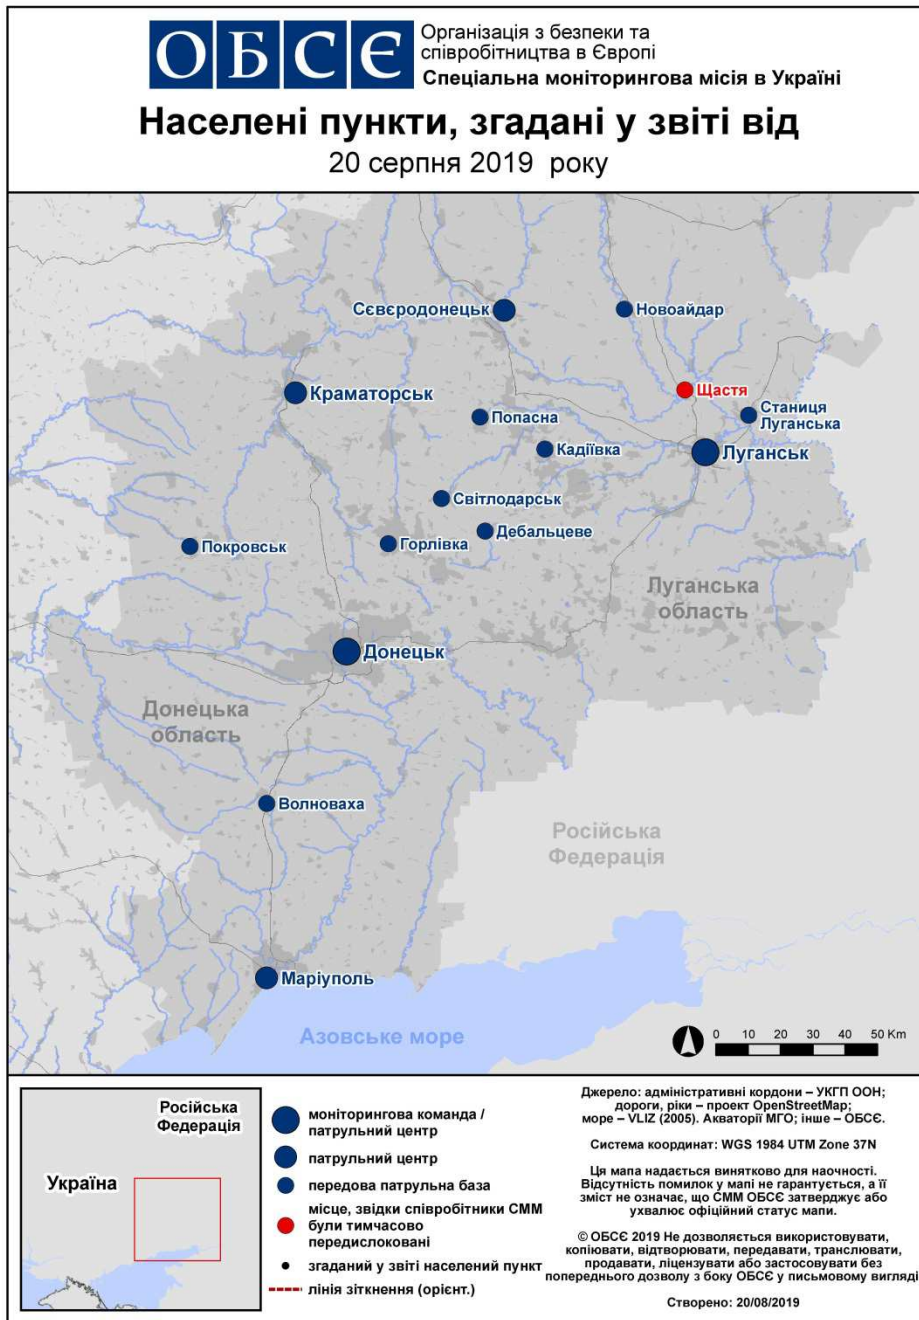 ОБСЄ
Організація з безпеки та
співробітництва в Європі
Спеціальна моніторингова місія в Україні
Населені пункти, згадані у звіті від
20 серпня 2019 року
Сєвєродонецьк
Новоайдар
Краматорськ
Щастя
Попасна
Станиця
Луганська
Кадіївка
Луганськ
Світлодарськ
Дебальцеве
Покровськ
Горлівка
Луганська
область
Донецьк
Донецька
область
Волноваха
Російська
Федерація
Маріуполь
Азовське море
0 10 20 30 40 50 Km
Російська
Федерація
Україна
моніторингова команда /
патрульний центр
патрульний центр
передова патрульна база
місце, звідки співробітники СММ
були тимчасово
передислоковані
згаданий у звіті населений пункт
лінія зіткнення (орієнт.)
Джерело: адміністративні кордони – УКГП ООН;
дороги, ріки – проект OpenStreetMap;
море – VLIZ (2005). Акваторії МГО; інше – ОБСЄ.
Система координат: WGS 1984 UTM Zone 37N
Ця мапа надається винятково для наочності.
Відсутність помилок у мапі не гарантується, а її
зміст не означає, що СММ ОБСЄ затверджує або
ухвалює офіційний статус мапи.
© ОБСЄ 2019 Не дозволяється використовувати,
копіювати, відтворювати, передавати, транслювати,
продавати, ліцензувати або застосовувати без
попереднього дозволу з боку ОБСЄ у письмовому вигляді
Створено: 20/08/2019